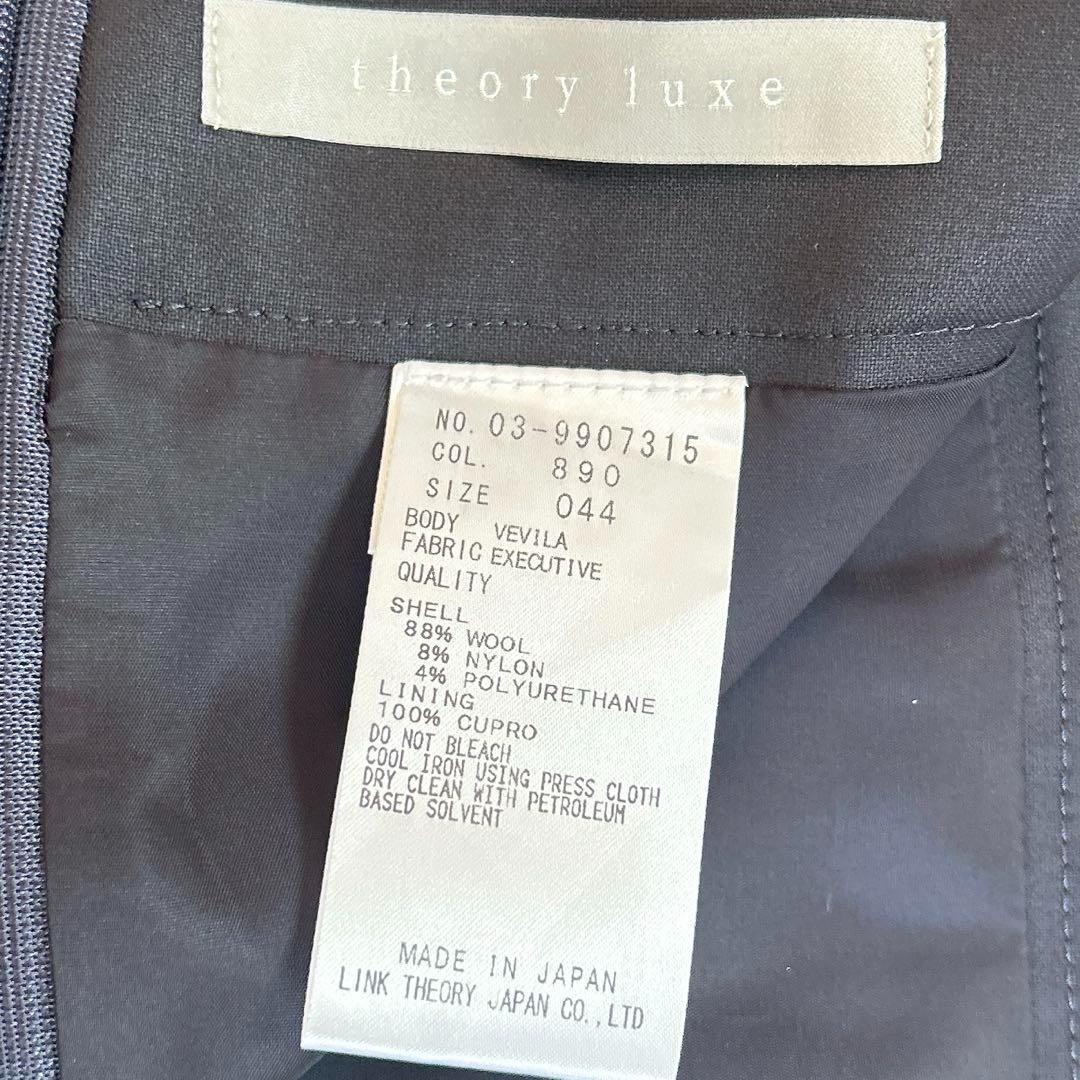 theory luxe
NO. 03-9907315
COL. 890
SIZE 044
BODY VEVILA
FABRIC EXECUTIVE
QUALITY
SHELL
88% WOOL
8% NYLON
4% POLYURETHANE
LINING
100% CUPRO
DO NOT BLEACH
COOL IRON USING PRESS CLOTH
DRY CLEAN WITH PETROLEUM
BASED SOLVENT
MADE IN JAPAN
LINK THEORY JAPAN CO.,LTD